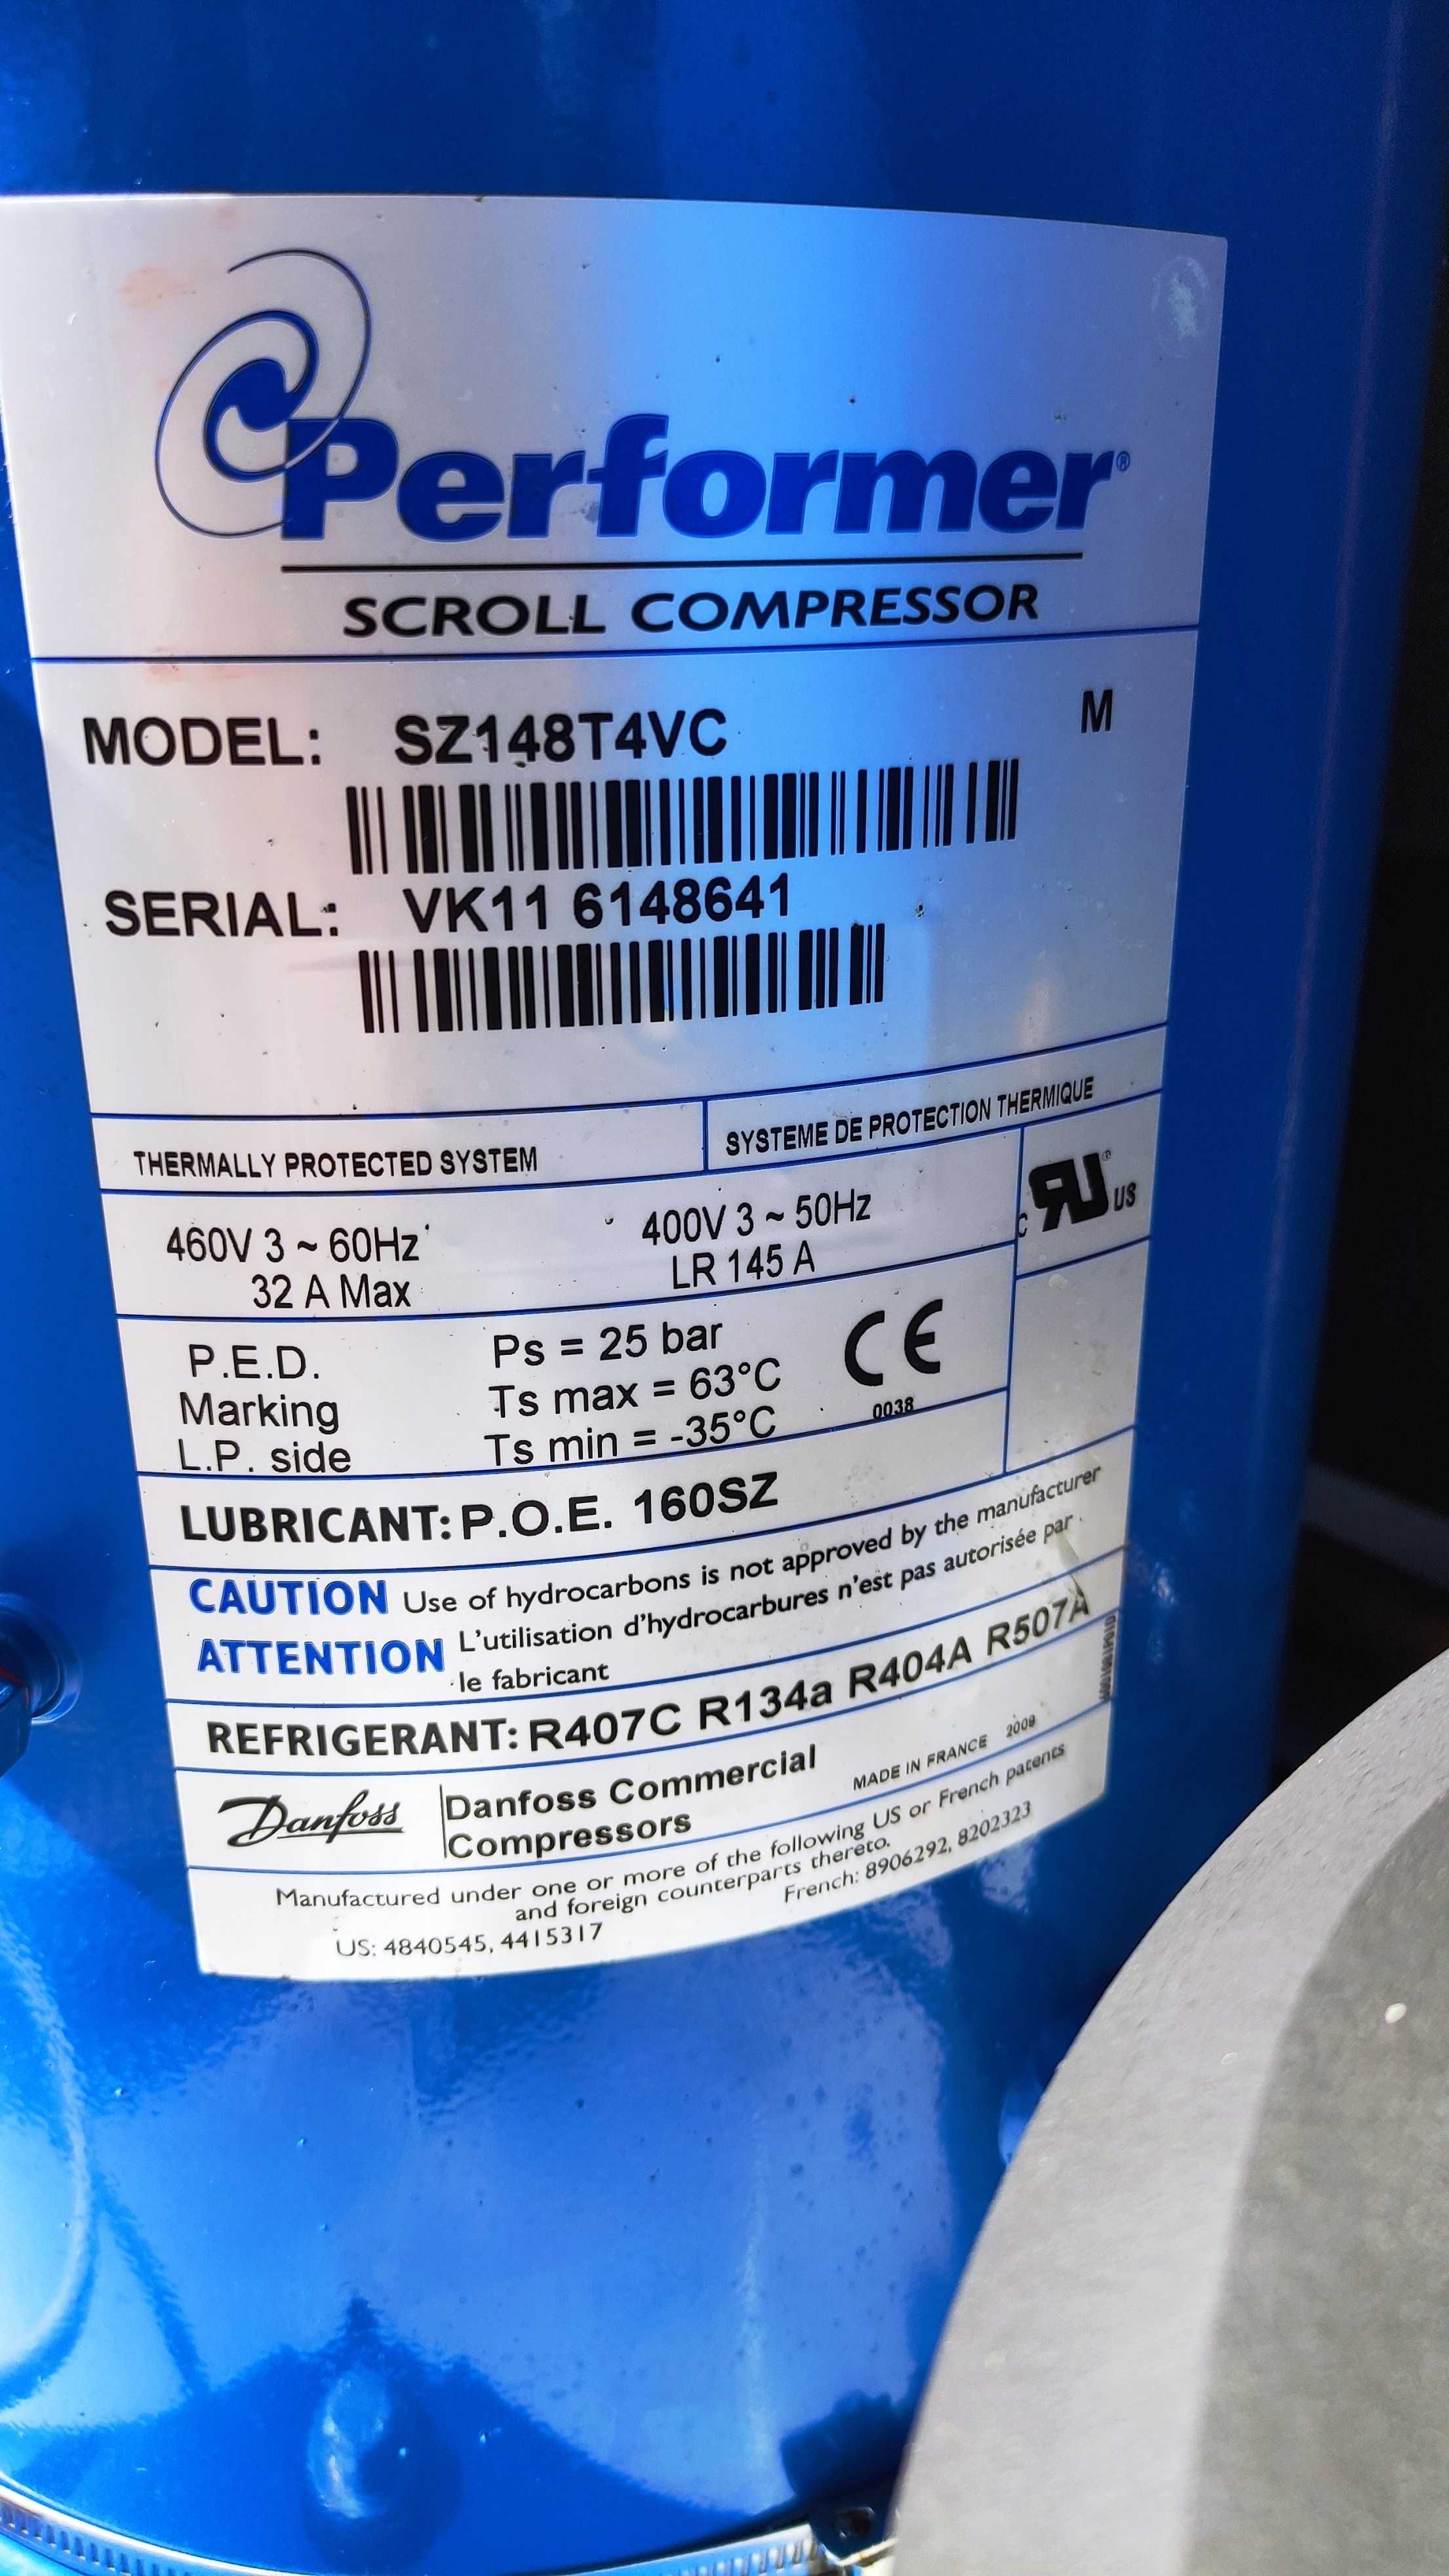 Performer®
SCROLL COMPRESSOR
MODEL: SZ148T4VC M
SERIAL: VK11 6148641
THERMALLY PROTECTED SYSTEM
SYSTEME DE PROTECTION THERMIQUE
460V 3 ~ 60Hz
32 A Max
400V 3 ~ 50Hz
LR 145 A
c RU® US
P.E.D.
Marking
L.P. side
Ps = 25 bar
Ts max = 63°C
Ts min = -35°C
CE
0038
LUBRICANT: P.O.E. 160SZ
CAUTION Use of hydrocarbons is not approved by the manufacturer
ATTENTION L'utilisation d'hydrocarbures n'est pas autorisée par
le fabricant
REFRIGERANT: R407C R134a R404A R507A
Danfoss
Danfoss Commercial
Compressors
MADE IN FRANCE 2009
Manufactured under one or more of the following US or French patents
and foreign counterparts thereto.
US: 4840545, 4415317
French: 8906292, 8202323